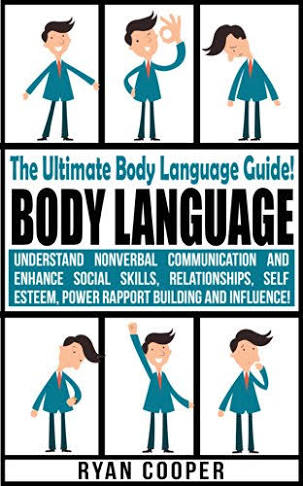 The Ultimate Body Language Guide!
BODY LANGUAGE
UNDERSTAND NONVERBAL COMMUNICATION AND
ENHANCE SOCIAL SKILLS, RELATIONSHIPS, SELF
ESTEEM, POWER RAPPORT BUILDING AND INFLUENCE!
RYAN COOPER